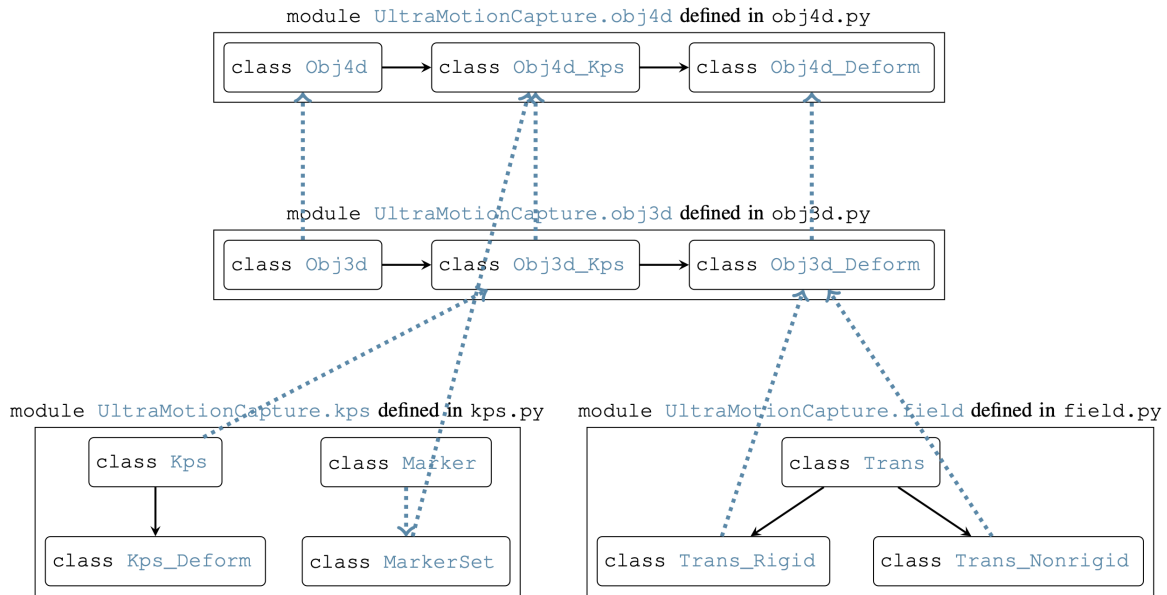 module UltraMotionCapture.obj4d defined in obj4d.py
class Obj4d
class Obj4d_Kps
class Obj4d_Deform
module UltraMotionCapture.obj3d defined in obj3d.py
class Obj3d
class Obj3d_Kps
class Obj3d_Deform
module UltraMotionCapture.kps defined in kps.py
class Kps
class Marker
class Kps_Deform
class MarkerSet
module UltraMotionCapture.field defined in field.py
class Trans
class Trans_Rigid
class Trans_Nonrigid